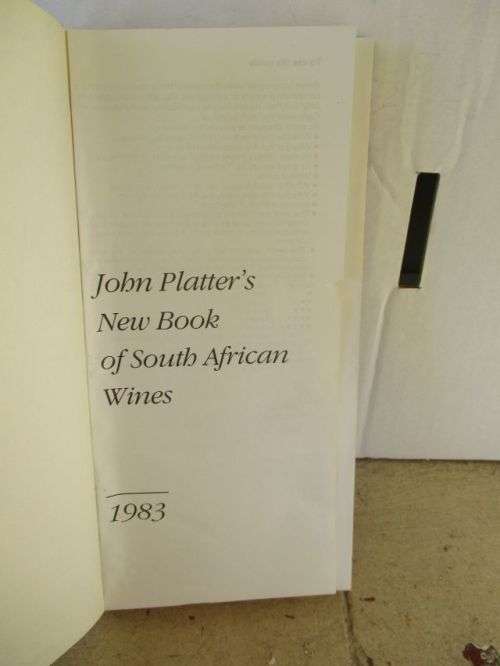 John Platter's
New Book
of South African
Wines
1983